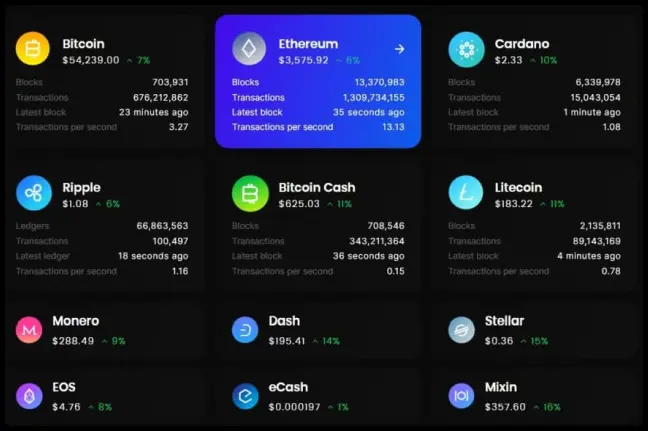 Bitcoin
$54,239.00 ^ 7%
Blocks 703,931
Transactions 676,212,862
Latest block 23 minutes ago
Transactions per second 3.27
Ethereum
$3,575.92 ^ 6%
Blocks 13,370,983
Transactions 1,309,734,155
Latest block 35 seconds ago
Transactions per second 13.13
Cardano
$2.33 ^ 10%
Blocks 6,339,978
Transactions 15,043,054
Latest block 1 minute ago
Transactions per second 1.08
Ripple
$1.08 ^ 6%
Ledgers 66,863,563
Transactions 100,497
Latest ledger 18 seconds ago
Transactions per second 1.16
Bitcoin Cash
$625.03 ^ 11%
Blocks 708,546
Transactions 343,211,364
Latest block 36 seconds ago
Transactions per second 0.15
Litecoin
$183.22 ^ 11%
Blocks 2,135,811
Transactions 89,143,169
Latest block 4 minutes ago
Transactions per second 0.78
Monero
$288.49 ^ 9%
Dash
$195.41 ^ 14%
Stellar
$0.36 ^ 15%
EOS
$4.76 ^ 8%
eCash
$0.000197 ^ 1%
Mixin
$357.60 ^ 16%